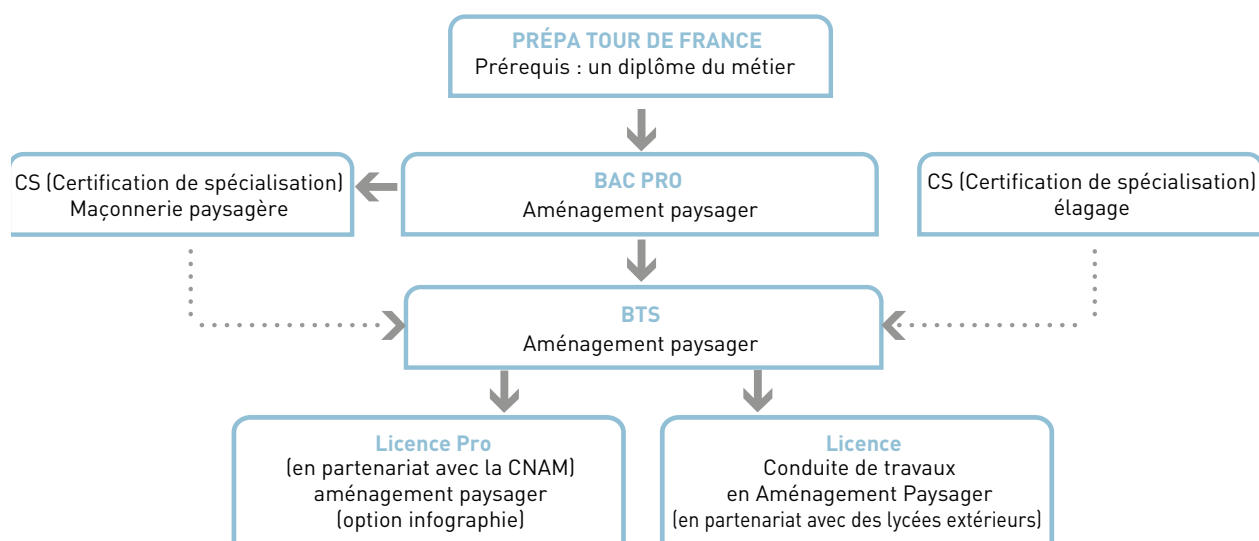 PRÉPA TOUR DE FRANCE
Prérequis : un diplôme du métier
CS (Certification de spécialisation)
Maçonnerie paysagère
BAC PRO
Aménagement paysager
CS (Certification de spécialisation)
élagage
BTS
Aménagement paysager
Licence Pro
(en partenariat avec la CNAM)
aménagement paysager
(option infographie)
Licence
Conduite de travaux
en Aménagement Paysager
(en partenariat avec des lycées extérieurs)